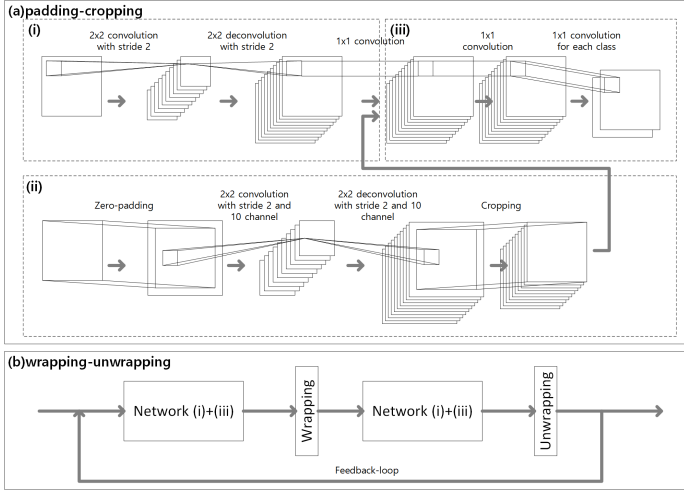 (a)padding-cropping
(i)
2x2 convolution
with stride 2
2x2 deconvolution
with stride 2
1x1 convolution
(iii)
1x1
convolution
1x1 convolution
for each class
(ii)
Zero-padding
2x2 convolution
with stride 2 and
10 channel
2x2 deconvolution
with stride 2 and 10
channel
Cropping
(b)wrapping-unwrapping
Network (i)+(iii)
Wrapping
Network (i)+(iii)
Unwrapping
Feedback-loop